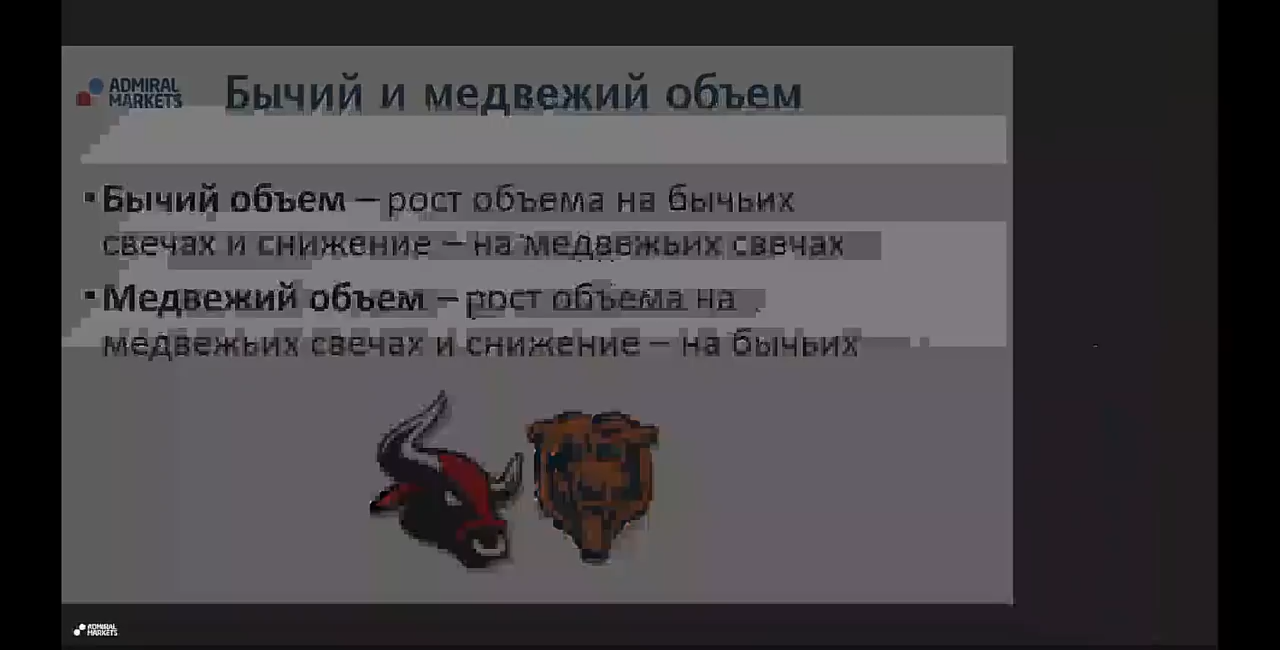 ADMIRAL
MARKETS
Бычий и медвежий объем
▪Бычий объем – рост объема на бычьих
свечах и снижение – на медвежьих свечах
▪Медвежий объем – рост объема на
медвежьих свечах и снижение – на бычьих
ADMIRAL
MARKETS